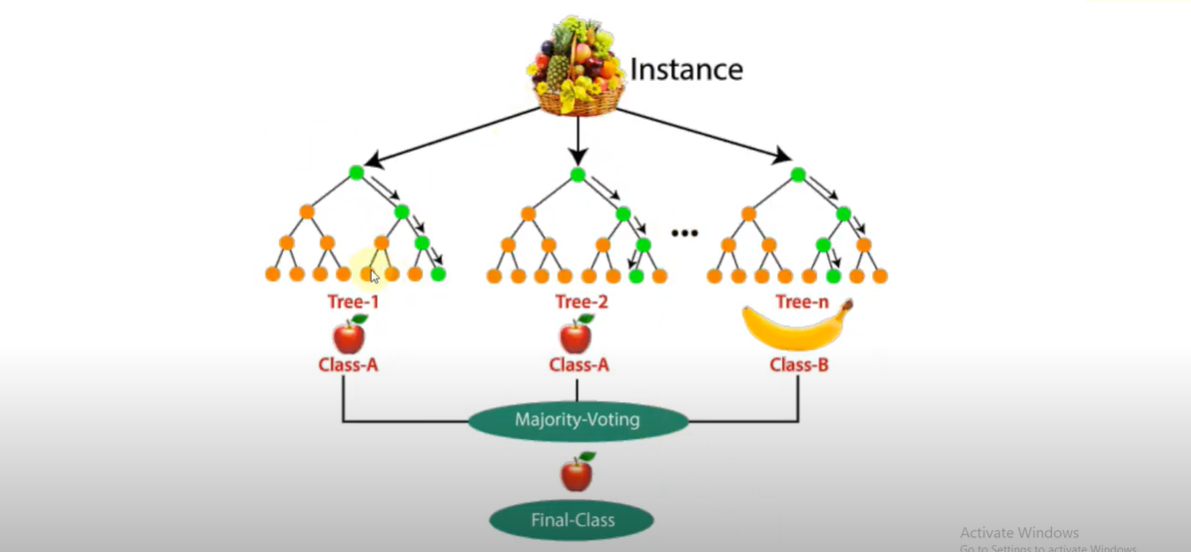 Instance
Tree-1
Tree-2
Tree-n
Class-A
Class-A
Class-B
Majority-Voting
Final-Class
Activate Windows
Go to Settings to activate Windows.